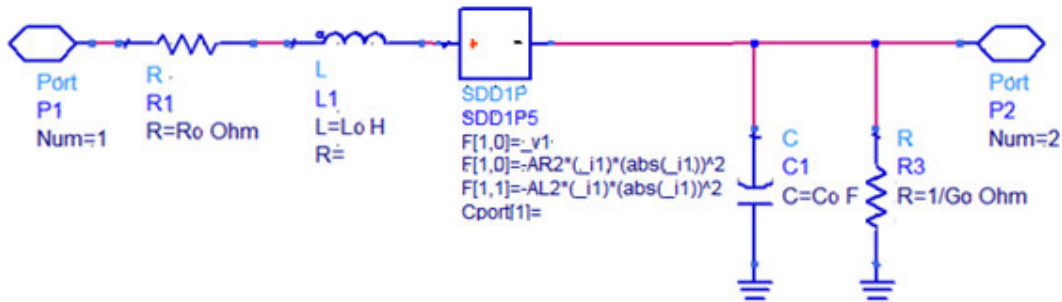 Port
P1
Num=1
R
R1
R=Ro Ohm
L
L1
L=Lo H
R=
+
-
SDD1P
SDD1P5
F[1,0]=_v1
F[1,0]=-AR2*(_i1)*(abs(_i1))^2
F[1,1]=-AL2*(_i1)*(abs(_i1))^2
Cport[1]=
C
C1
C=Co F
R
R3
R=1/Go Ohm
Port
P2
Num=2